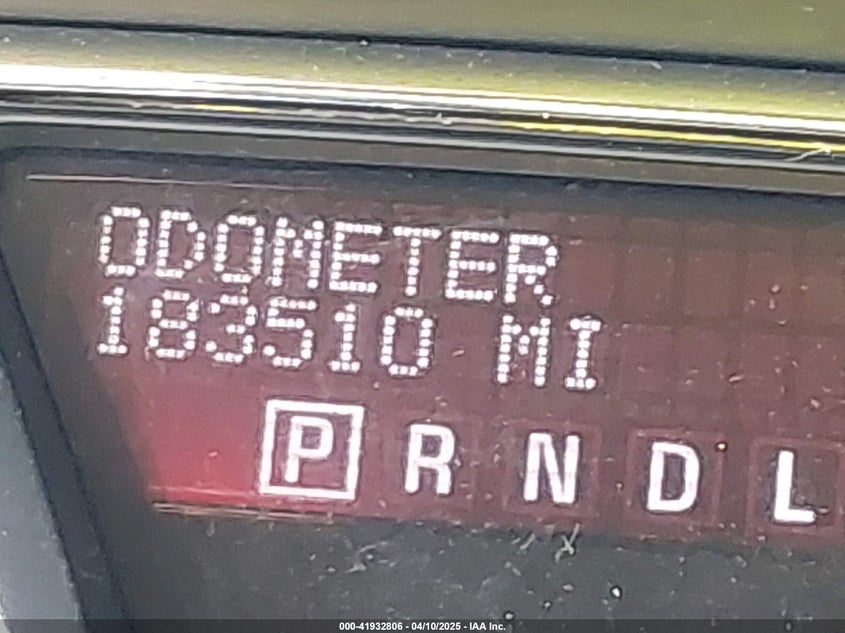 ODOMETER
183510 MI
P R N D L
000-41932806 - 04/10/2025 - IAA Inc.